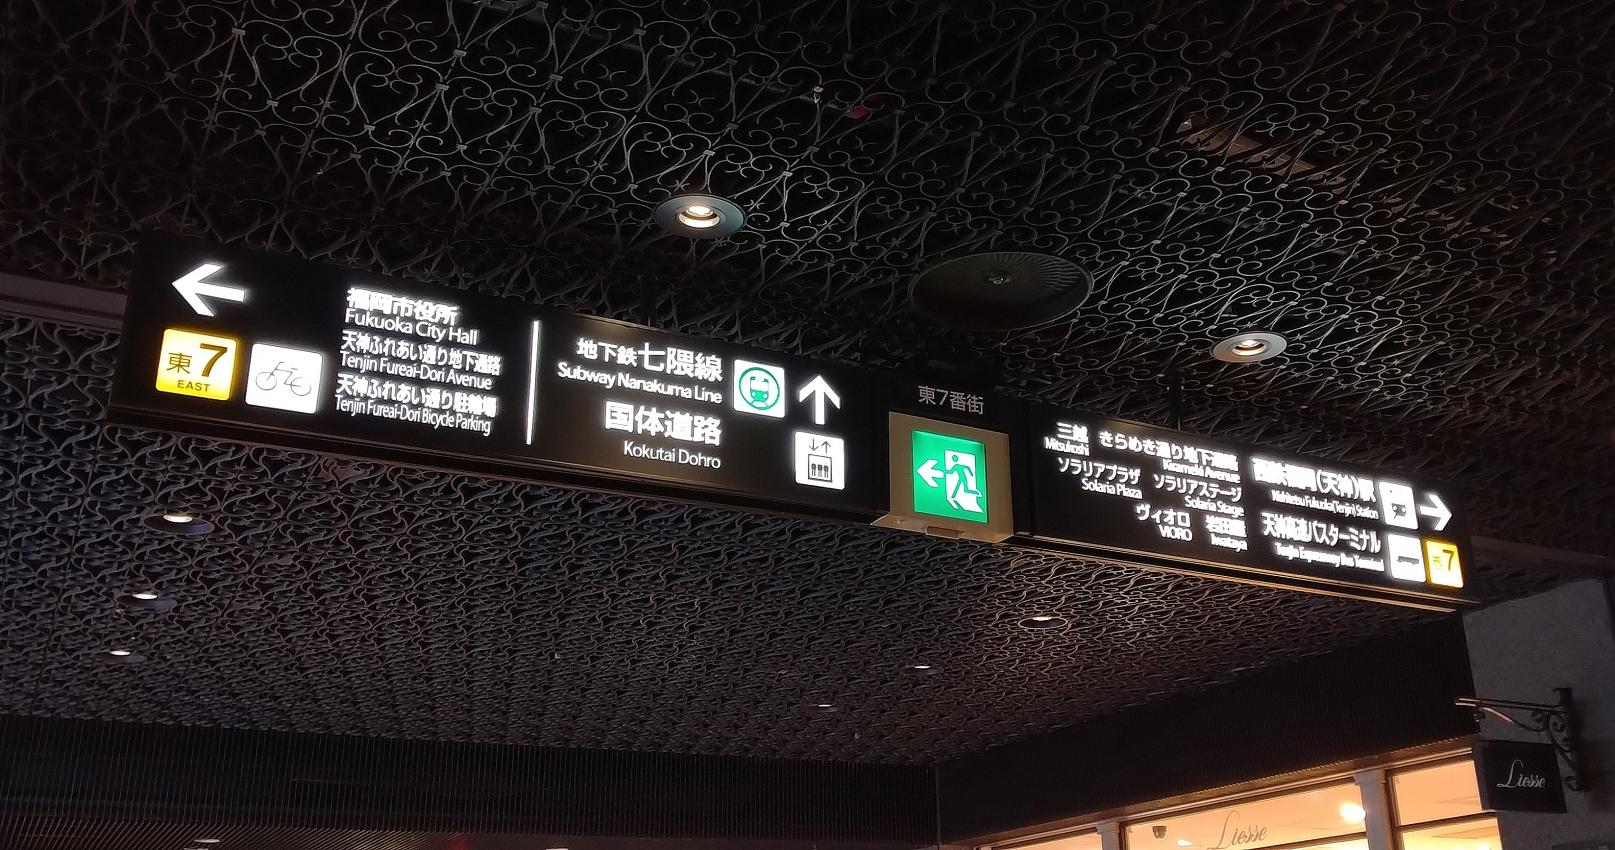 福岡市役所
Fukuoka City Hall
天神ふれあい通り地下通路
Tenjin Fureai-Dori Avenue
天神ふれあい通り駐輪場
Tenjin Fureai-Dori Bicycle Parking
東7
EAST
地下鉄七隈線
Subway Nanakuma Line
国体道路
Kokutai Dohro
東7番街
三越 きらめき通り地下通路
Mitsukoshi Kirameki Avenue
ソラリアプラザ ソラリアステージ
Solaria Plaza Solaria Stage
ヴィオロ 岩田屋
VIORO Iwataya
西鉄福岡(天神)駅
Nishitetsu Fukuoka(Tenjin) Station
天神高速バスターミナル
Tenjin Expressway Bus Terminal
7
Liesse
Liesse